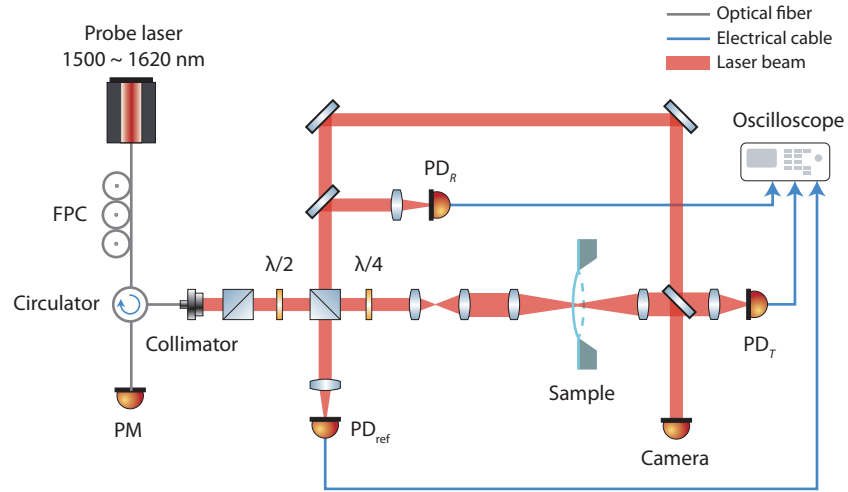 Probe laser
1500 ~ 1620 nm
Optical fiber
Electrical cable
Laser beam
Oscilloscope
PD_R
FPC
λ/2
λ/4
Circulator
Collimator
PD_T
Sample
PM
PD_ref
Camera